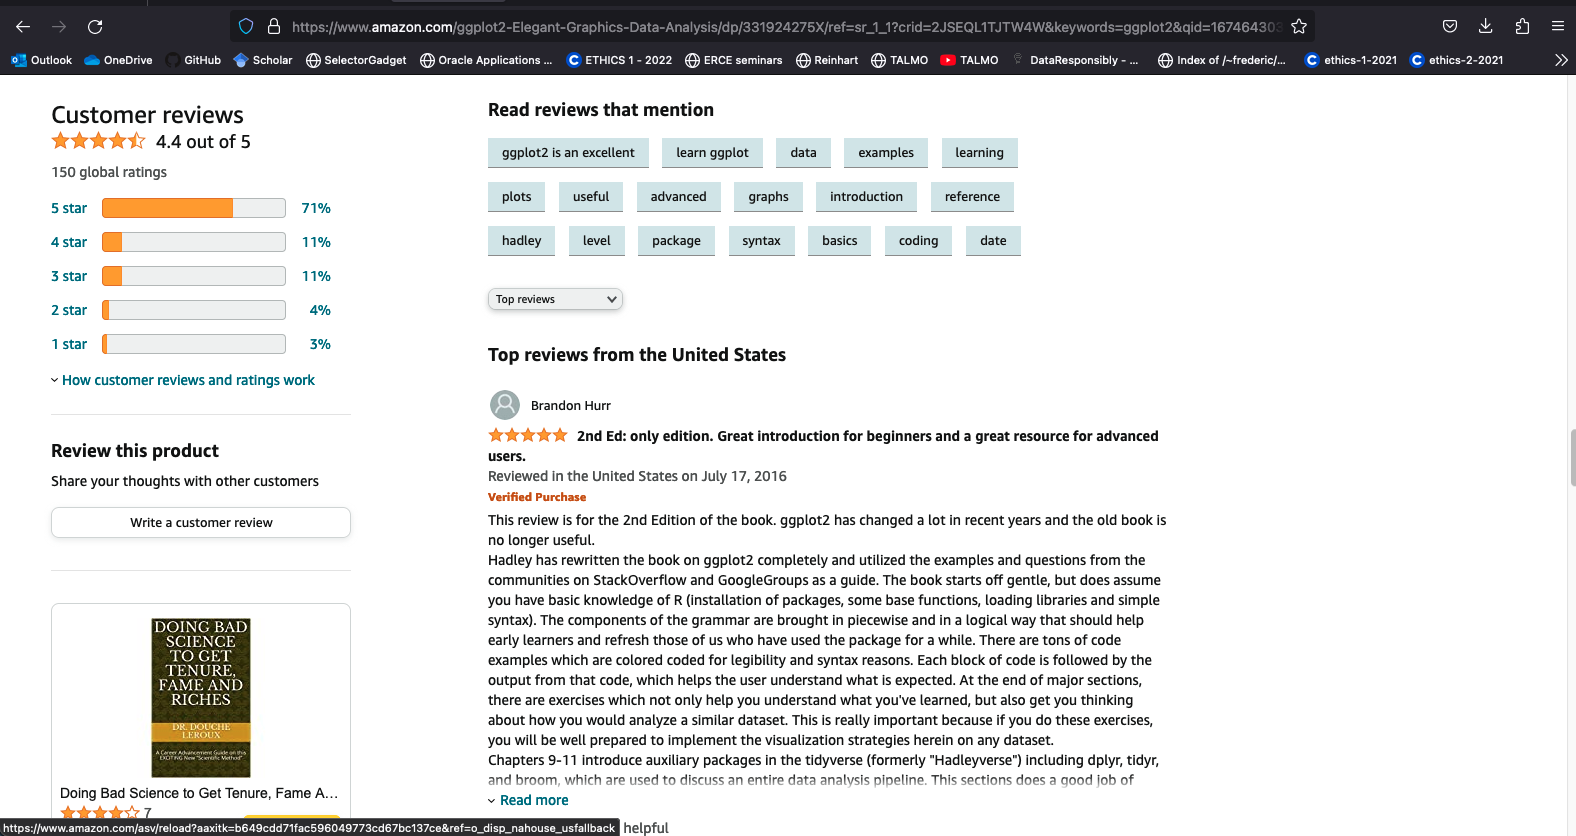 https://www.amazon.com/ggplot2-Elegant-Graphics-Data-Analysis/dp/331924275X/ref=sr_1_1?crid=2JSEQL1TJTW4W&keywords=ggplot2&qid=167464303
Outlook OneDrive GitHub Scholar SelectorGadget Oracle Applications ... ETHICS 1 - 2022 ERCE seminars Reinhart TALMO TALMO DataResponsibly - ... Index of /~frederic/... ethics-1-2021 ethics-2-2021
Customer reviews
4.4 out of 5
150 global ratings
5 star 71%
4 star 11%
3 star 11%
2 star 4%
1 star 3%
How customer reviews and ratings work
Review this product
Share your thoughts with other customers
Write a customer review
DOING BAD
SCIENCE
TO GET
TENURE,
FAME AND
RICHES
DR. DOUCHE
LEROUX
A Career Advancement Guide on this
EXCITING New "Scientific Method"
Doing Bad Science to Get Tenure, Fame A...
7
https://www.amazon.com/asv/reload?aaxitk=b649cdd71fac596049773cd67bc137ce&ref=o_disp_nahouse_usfallback
Read reviews that mention
ggplot2 is an excellent learn ggplot data examples learning
plots useful advanced graphs introduction reference
hadley level package syntax basics coding date
Top reviews
Top reviews from the United States
Brandon Hurr
2nd Ed: only edition. Great introduction for beginners and a great resource for advanced
users.
Reviewed in the United States on July 17, 2016
Verified Purchase
This review is for the 2nd Edition of the book. ggplot2 has changed a lot in recent years and the old book is
no longer useful.
Hadley has rewritten the book on ggplot2 completely and utilized the examples and questions from the
communities on StackOverflow and GoogleGroups as a guide. The book starts off gentle, but does assume
you have basic knowledge of R (installation of packages, some base functions, loading libraries and simple
syntax). The components of the grammar are brought in piecewise and in a logical way that should help
early learners and refresh those of us who have used the package for a while. There are tons of code
examples which are colored coded for legibility and syntax reasons. Each block of code is followed by the
output from that code, which helps the user understand what is expected. At the end of major sections,
there are exercises which not only help you understand what you've learned, but also get you thinking
about how you would analyze a similar dataset. This is really important because if you do these exercises,
you will be well prepared to implement the visualization strategies herein on any dataset.
Chapters 9-11 introduce auxiliary packages in the tidyverse (formerly "Hadleyverse") including dplyr, tidyr,
and broom, which are used to discuss an entire data analysis pipeline. This sections does a good job of
Read more
helpful